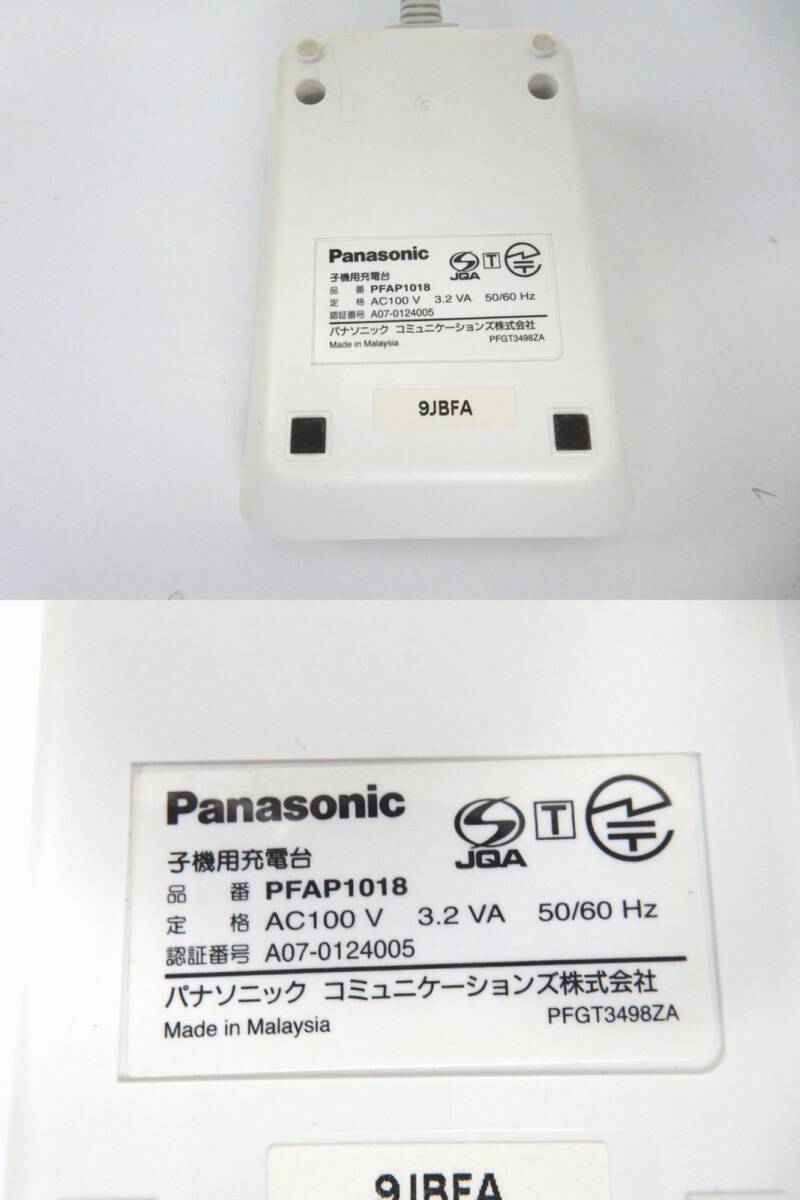 Panasonic
JQA
T
子機用充電台
品 番 PFAP1018
定 格 AC100 V 3.2 VA 50/60 Hz
認証番号 A07-0124005
パナソニック コミュニケーションズ株式会社
Made in Malaysia
PFGT3498ZA
9JBFA
Panasonic
JQA
T
子機用充電台
品 番 PFAP1018
定 格 AC100 V 3.2 VA 50/60 Hz
認証番号 A07-0124005
パナソニック コミュニケーションズ株式会社
Made in Malaysia
PFGT3498ZA
9JBFA